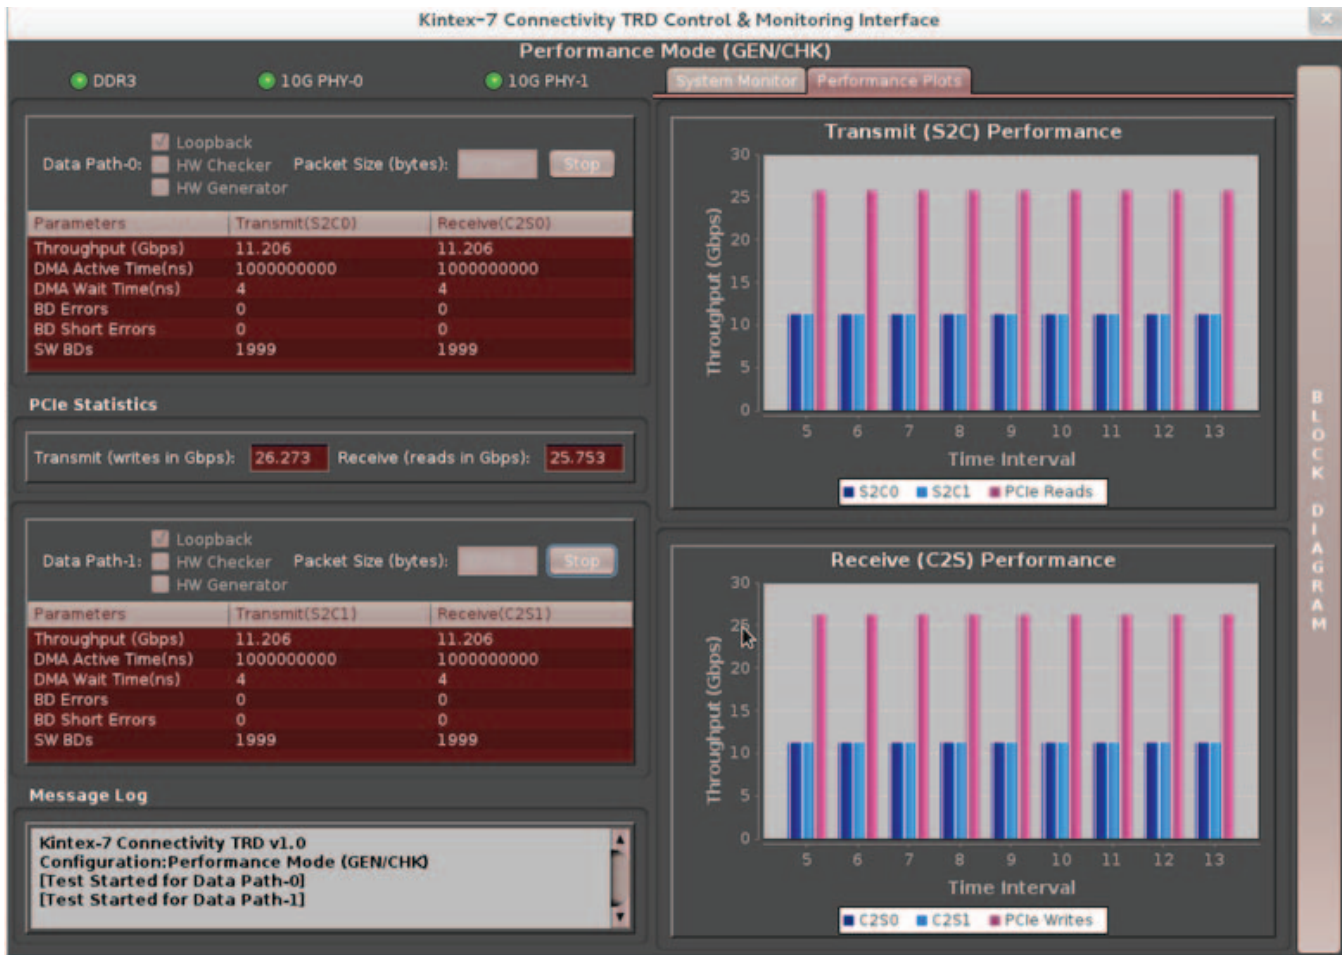 Kintex-7 Connectivity TRD Control & Monitoring Interface
Performance Mode (GEN/CHK)
DDR3 10G PHY-0 10G PHY-1
System Monitor Performance Plots
Data Path-0:
Loopback
HW Checker
HW Generator
Packet Size (bytes): Stop
Parameters Transmit(S2C0) Receive(C2S0)
Throughput (Gbps) 11.206 11.206
DMA Active Time(ns) 1000000000 1000000000
DMA Wait Time(ns) 4 4
BD Errors 0 0
BD Short Errors 0 0
SW BDs 1999 1999
PCIe Statistics
Transmit (writes in Gbps): 26.273 Receive (reads in Gbps): 25.753
Data Path-1:
Loopback
HW Checker
HW Generator
Packet Size (bytes): Stop
Parameters Transmit(S2C1) Receive(C2S1)
Throughput (Gbps) 11.206 11.206
DMA Active Time(ns) 1000000000 1000000000
DMA Wait Time(ns) 4 4
BD Errors 0 0
BD Short Errors 0 0
SW BDs 1999 1999
Message Log
Kintex-7 Connectivity TRD v1.0
Configuration:Performance Mode (GEN/CHK)
[Test Started for Data Path-0]
[Test Started for Data Path-1]
Transmit (S2C) Performance
Throughput (Gbps)
30
25
20
15
10
5
0
5 6 7 8 9 10 11 12 13
Time Interval
S2C0 S2C1 PCIe Reads
Receive (C2S) Performance
Throughput (Gbps)
30
25
20
15
10
5
0
5 6 7 8 9 10 11 12 13
Time Interval
C2S0 C2S1 PCIe Writes
BLOCK DIAGRAM